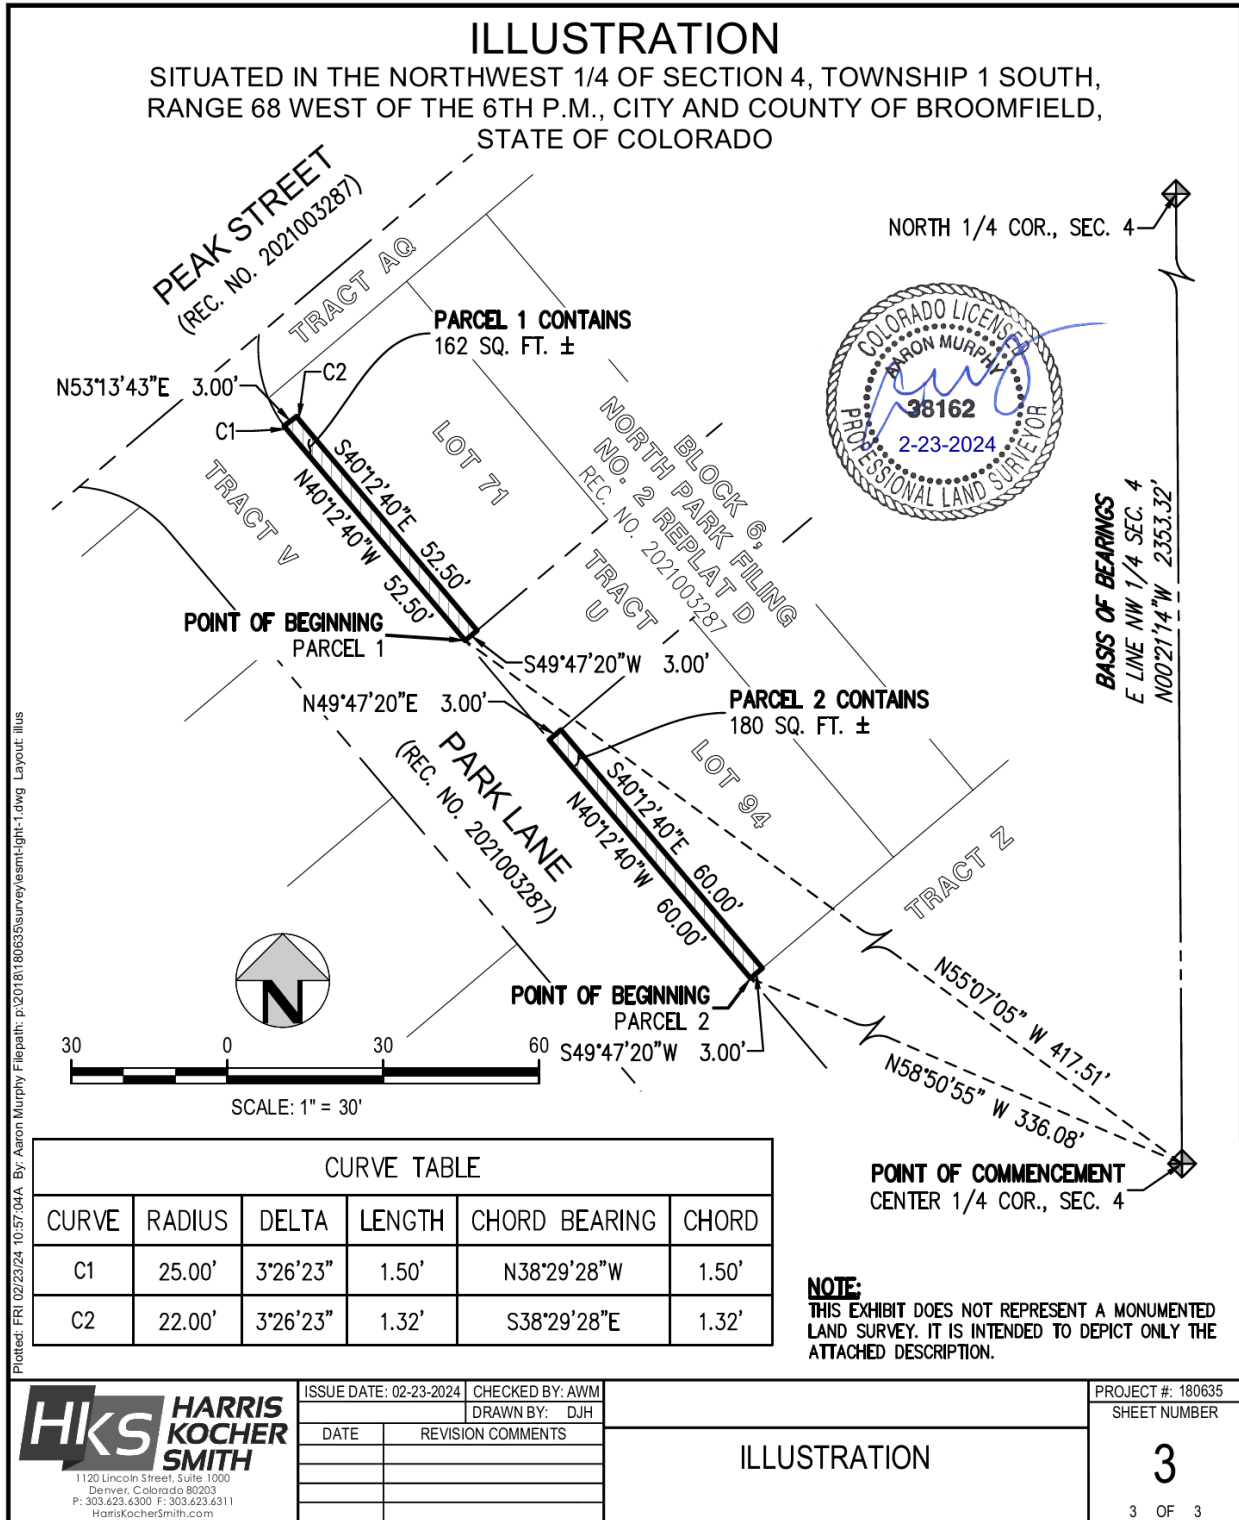 ILLUSTRATION
SITUATED IN THE NORTHWEST 1/4 OF SECTION 4, TOWNSHIP 1 SOUTH,
RANGE 68 WEST OF THE 6TH P.M., CITY AND COUNTY OF BROOMFIELD,
STATE OF COLORADO
PEAK STREET
(REC. NO. 2021003287)
TRACT AQ
NORTH 1/4 COR., SEC. 4
PARCEL 1 CONTAINS
162 SQ. FT. ±
COLORADO LICENSED
AARON MURPHY
38162
2-23-2024
PROFESSIONAL LAND SURVEYOR
N53°13'43"E 3.00'
C2
C1
LOT 71
BLOCK 6,
NORTH PARK FILING
NO. 2 REPLAT D
REC. NO. 2021003287
S40°12'40"E 52.50'
N40°12'40"W 52.50'
TRACT V
TRACT
U
BASIS OF BEARINGS
E LINE NW 1/4 SEC. 4
N00°21'14"W 2353.32'
POINT OF BEGINNING
PARCEL 1
S49°47'20"W 3.00'
N49°47'20"E 3.00'
PARCEL 2 CONTAINS
180 SQ. FT. ±
PARK LANE
(REC. NO. 2021003287)
LOT 94
S40°12'40"E 60.00'
N40°12'40"W 60.00'
TRACT Z
N
POINT OF BEGINNING
PARCEL 2
S49°47'20"W 3.00'
N55°07'05" W 417.51'
N58°50'55" W 336.08'
30 0 30 60
SCALE: 1" = 30'
POINT OF COMMENCEMENT
CENTER 1/4 COR., SEC. 4
CURVE TABLE
CURVE RADIUS DELTA LENGTH CHORD BEARING CHORD
C1 25.00' 3°26'23" 1.50' N38°29'28"W 1.50'
C2 22.00' 3°26'23" 1.32' S38°29'28"E 1.32'
NOTE:
THIS EXHIBIT DOES NOT REPRESENT A MONUMENTED
LAND SURVEY. IT IS INTENDED TO DEPICT ONLY THE
ATTACHED DESCRIPTION.
Plotted: FRI 02/23/24 10:57:04A By: Aaron Murphy Filepath: p:\2018\180635\survey\esmt-lght-1.dwg Layout: illus
HKS HARRIS
KOCHER
SMITH
1120 Lincoln Street, Suite 1000
Denver, Colorado 80203
P: 303.623.6300 F: 303.623.6311
HarrisKocherSmith.com
ISSUE DATE: 02-23-2024 CHECKED BY: AWM
DRAWN BY: DJH
DATE REVISION COMMENTS
ILLUSTRATION
PROJECT #: 180635
SHEET NUMBER
3
3 OF 3